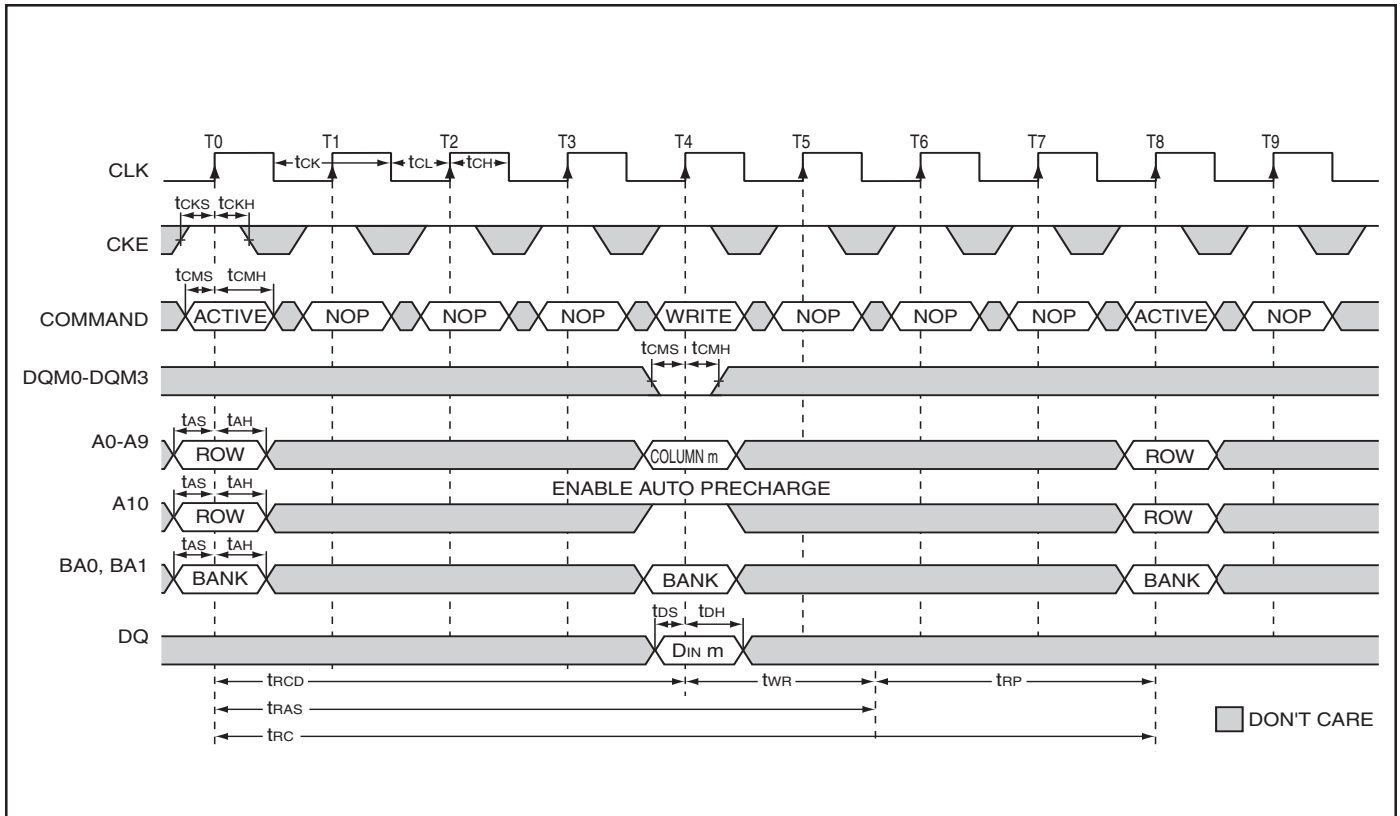 T0 T1 T2 T3 T4 T5 T6 T7 T8 T9
CLK tCK tCL tCH
tCKS tCKH
CKE
tCMS tCMH
COMMAND ACTIVE NOP NOP NOP WRITE NOP NOP NOP ACTIVE NOP
tCMS tCMH
DQM0-DQM3
tAS tAH
A0-A9 ROW COLUMN m ROW
tAS tAH ENABLE AUTO PRECHARGE
A10 ROW ROW
tAS tAH
BA0, BA1 BANK BANK BANK
tDS tDH
DQ DIN m
tRCD tWR tRP
tRAS
tRC
DON'T CARE